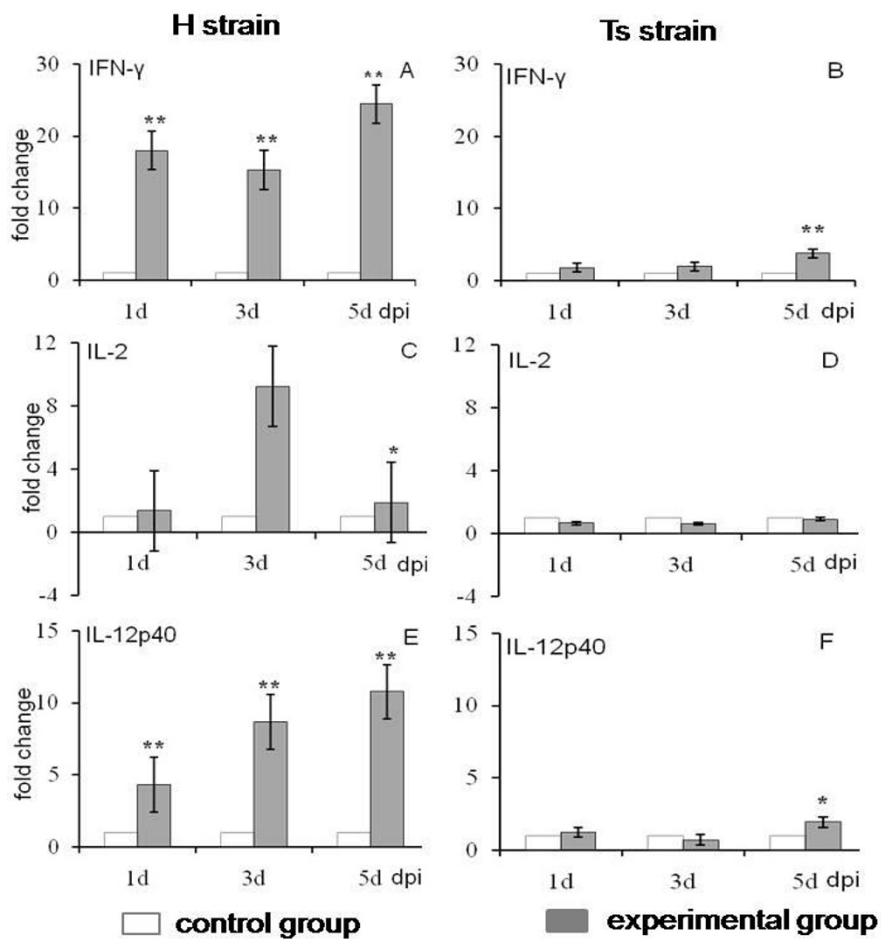 H strain Ts strain
30 IFN-γ A ** ** **
20
10
0
fold change
1d 3d 5d dpi
30 IFN-γ B
20
10 **
0
1d 3d 5d dpi
12 IL-2 C
8
4 *
0
-4
fold change
1d 3d 5d dpi
12 IL-2 D
8
4
0
-4
1d 3d 5d dpi
15 IL-12p40 E
10 ** ** **
5
0
fold change
1d 3d 5d dpi
15 IL-12p40 F
10
5 *
0
1d 3d 5d dpi
control group experimental group